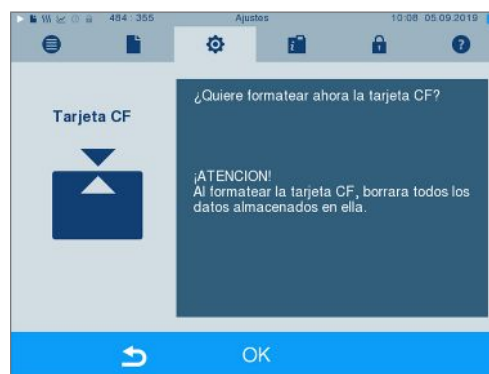 484 : 355 Ajustes 10:08 05.09.2019
Tarjeta CF
¿Quiere formatear ahora la tarjeta CF?
¡ATENCION!
Al formatear la tarjeta CF, borrara todos los
datos almacenados en ella.
OK